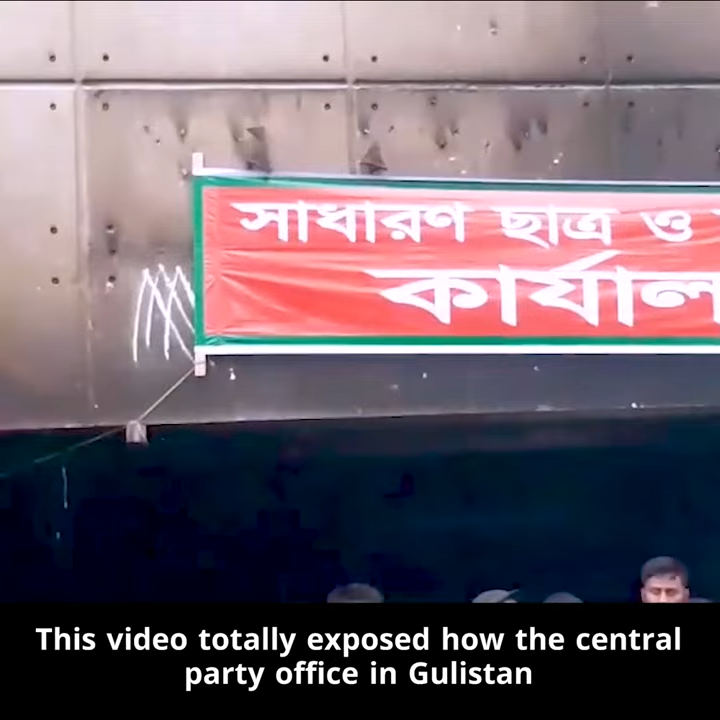 সাধারণ ছাত্র ও
কার্যাল
This video totally exposed how the central
party office in Gulistan